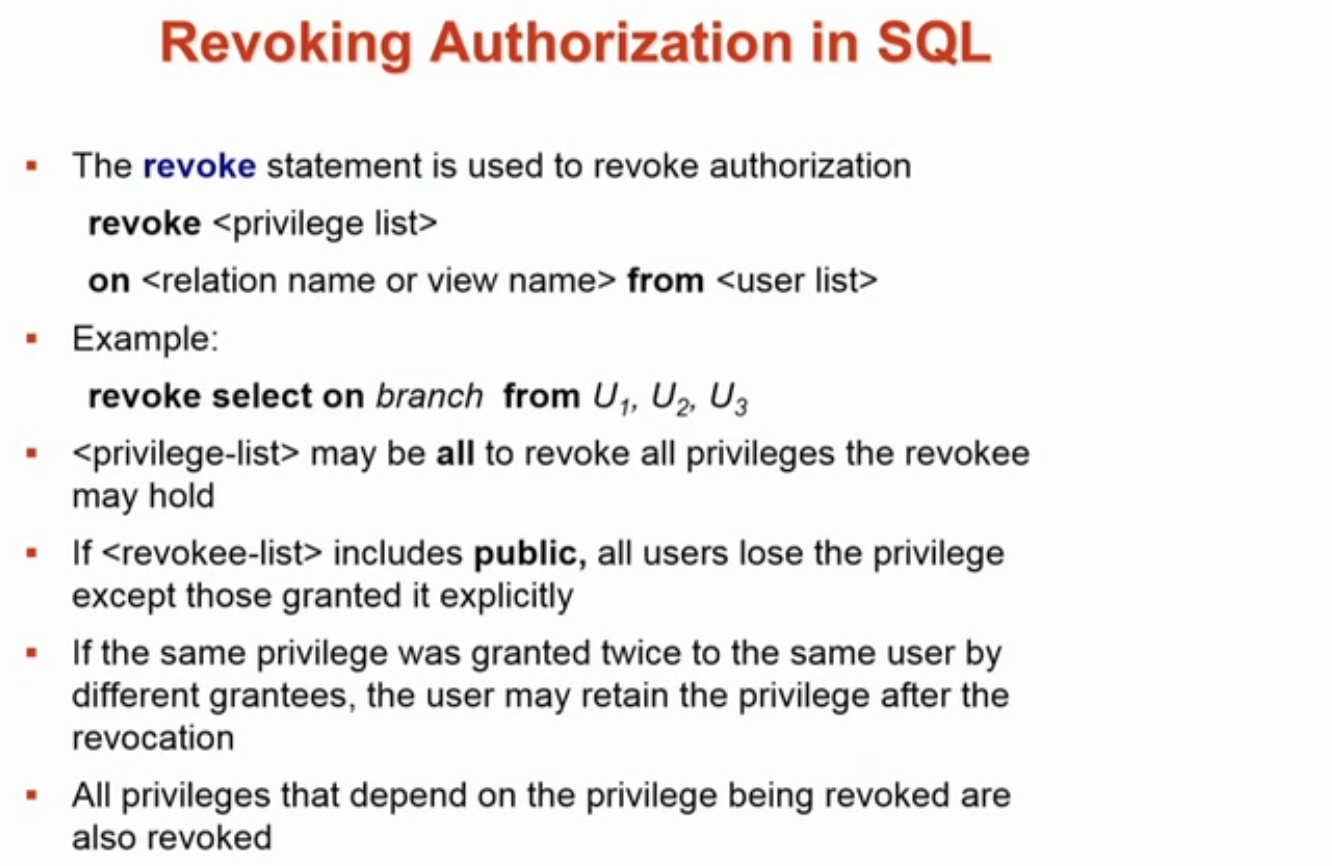 Revoking Authorization in SQL
▪ The revoke statement is used to revoke authorization
revoke <privilege list>
on <relation name or view name> from <user list>
▪ Example:
revoke select on branch from U1, U2, U3
▪ <privilege-list> may be all to revoke all privileges the revokee
may hold
▪ If <revokee-list> includes public, all users lose the privilege
except those granted it explicitly
▪ If the same privilege was granted twice to the same user by
different grantees, the user may retain the privilege after the
revocation
▪ All privileges that depend on the privilege being revoked are
also revoked